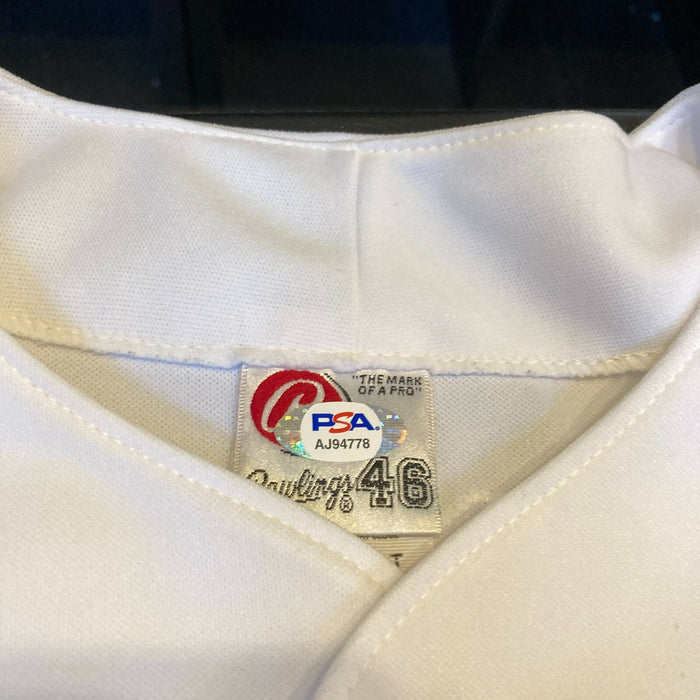 "THE MARK
OF A PRO"
PSA.
AJ94778
Rawlings® 46